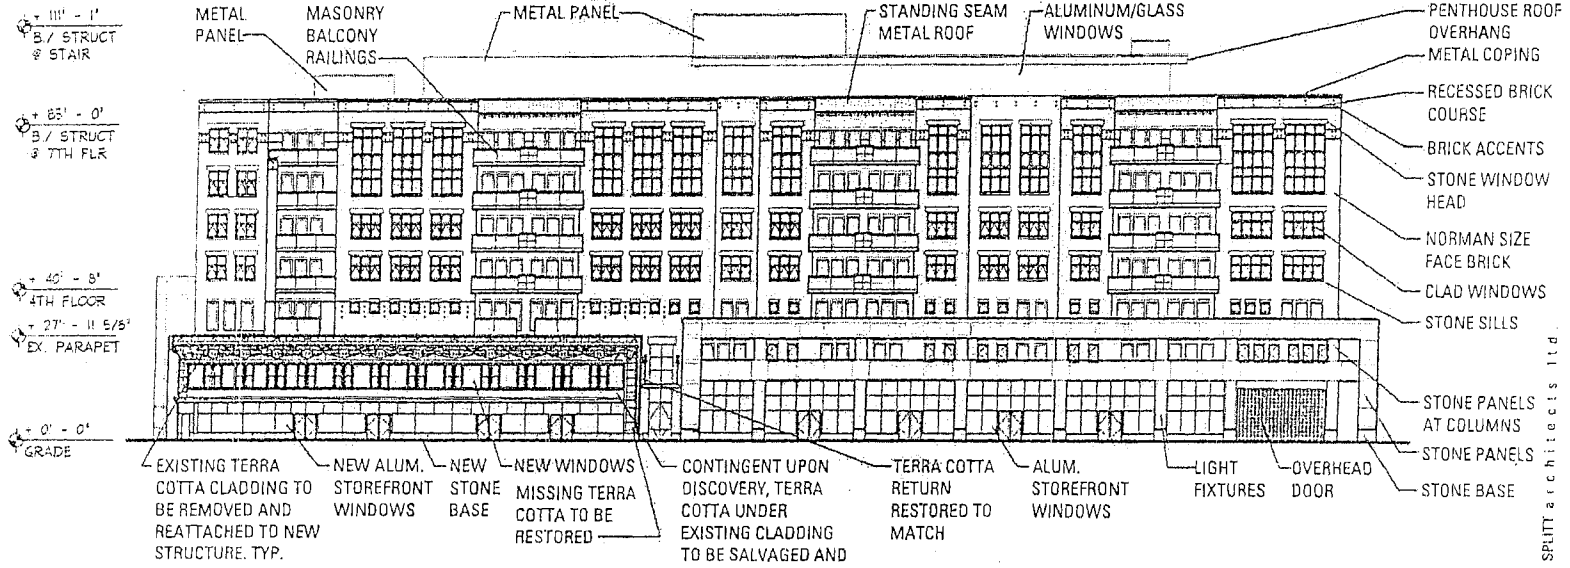 + 111' - 1"
B./ STRUCT
@ STAIR
METAL
PANEL
MASONRY
BALCONY
RAILINGS
METAL PANEL
STANDING SEAM
METAL ROOF
ALUMINUM/GLASS
WINDOWS
PENTHOUSE ROOF
OVERHANG
METAL COPING
RECESSED BRICK
COURSE
BRICK ACCENTS
STONE WINDOW
HEAD
NORMAN SIZE
FACE BRICK
CLAD WINDOWS
STONE SILLS
STONE PANELS
AT COLUMNS
STONE PANELS
STONE BASE
+ 83' - 0"
B./ STRUCT
@ 7TH FLR
+ 40' - 8"
4TH FLOOR
+ 27' - 11 5/8"
EX. PARAPET
+ 0' - 0"
GRADE
EXISTING TERRA
COTTA CLADDING TO
BE REMOVED AND
REATTACHED TO NEW
STRUCTURE. TYP.
NEW ALUM.
STOREFRONT
WINDOWS
NEW
STONE
BASE
NEW WINDOWS
MISSING TERRA
COTTA TO BE
RESTORED
CONTINGENT UPON
DISCOVERY, TERRA
COTTA UNDER
EXISTING CLADDING
TO BE SALVAGED AND
TERRA COTTA
RETURN
RESTORED TO
MATCH
ALUM.
STOREFRONT
WINDOWS
LIGHT
FIXTURES
OVERHEAD
DOOR
SPLITT architects ltd